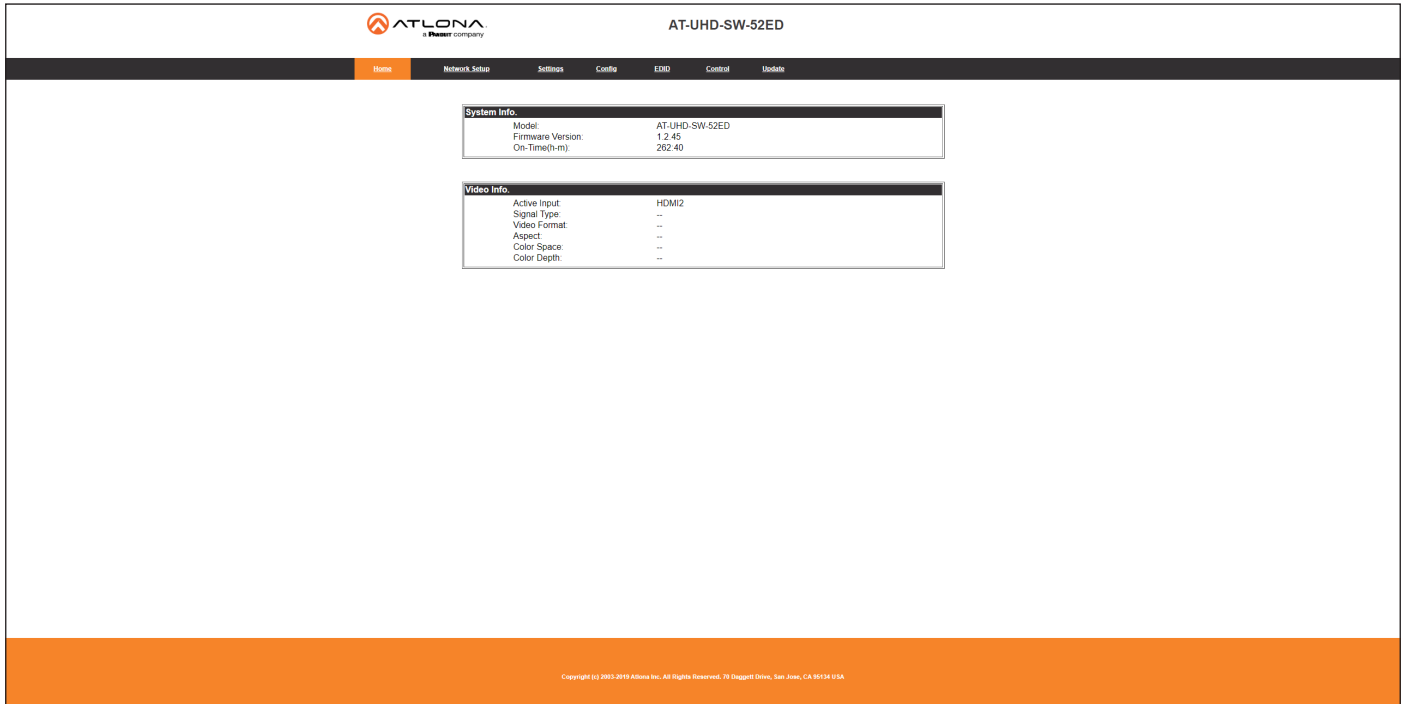 ATLONA.
AT-UHD-SW-52ED
a PANDUIT company
Home Network Setup Settings Config EDID Control Update
System Info.
Model: AT-UHD-SW-52ED
Firmware Version: 1.2.45
On-Time(h-m): 262:40
Video Info.
Active Input: HDMI2
Signal Type: --
Video Format: --
Aspect: --
Color Space: --
Color Depth: --
Copyright (c) 2003-2019 Atlona Inc. All Rights Reserved. 70 Daggett Drive, San Jose, CA 95134 USA